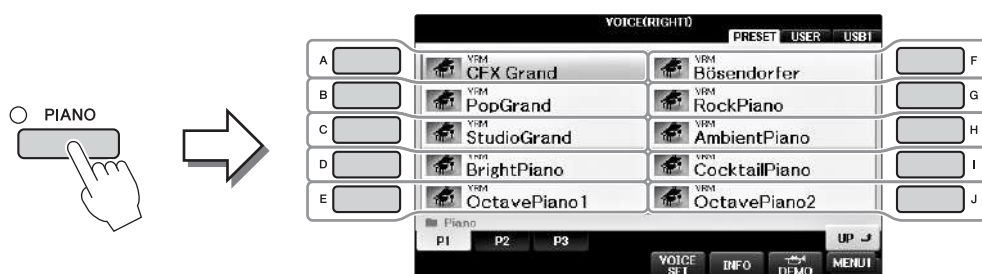 PIANO
VOICE(RIGHT1)
PRESET USER USB1
A VRM CFX Grand VRM Bösendorfer F
B VRM PopGrand VRM RockPiano G
C VRM StudioGrand VRM AmbientPiano H
D VRM BrightPiano VRM CocktailPiano I
E VRM OctavePiano1 VRM OctavePiano2 J
Piano
P1 P2 P3 UP
VOICE SET INFO DEMO MENU1